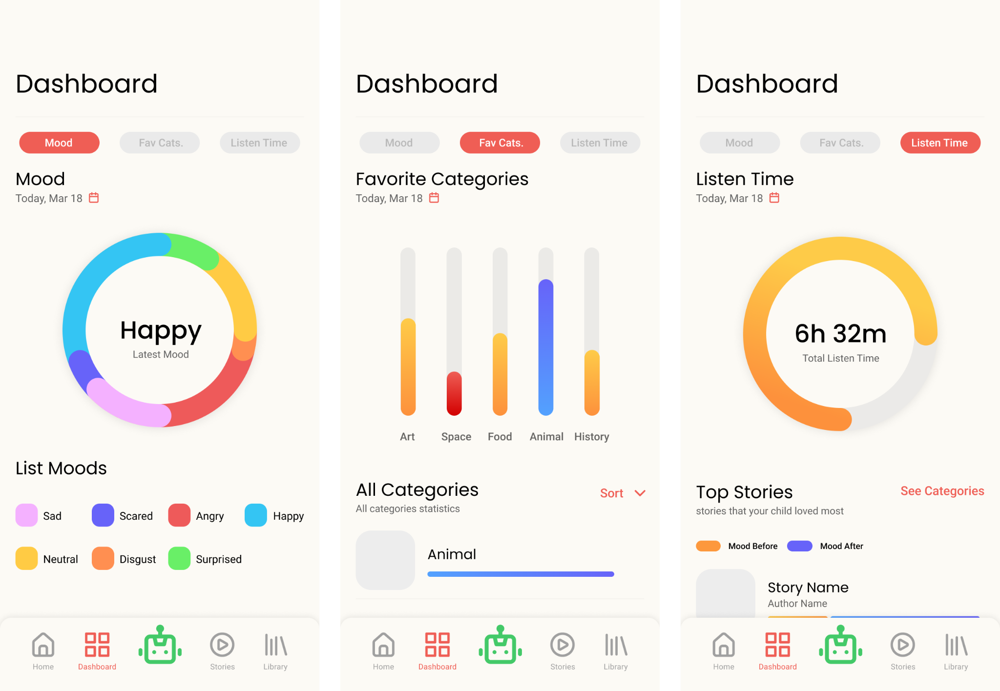 Dashboard
Mood
Fav Cats.
Listen Time
Mood
Today, Mar 18
Happy
Latest Mood
List Moods
Sad
Scared
Angry
Happy
Neutral
Disgust
Surprised
Home
Dashboard
Stories
Library
Dashboard
Mood
Fav Cats.
Listen Time
Favorite Categories
Today, Mar 18
Art
Space
Food
Animal
History
All Categories
Sort
All categories statistics
Animal
Home
Dashboard
Stories
Library
Dashboard
Mood
Fav Cats.
Listen Time
Listen Time
Today, Mar 18
6h 32m
Total Listen Time
Top Stories
See Categories
stories that your child loved most
Mood Before
Mood After
Story Name
Author Name
Home
Dashboard
Stories
Library